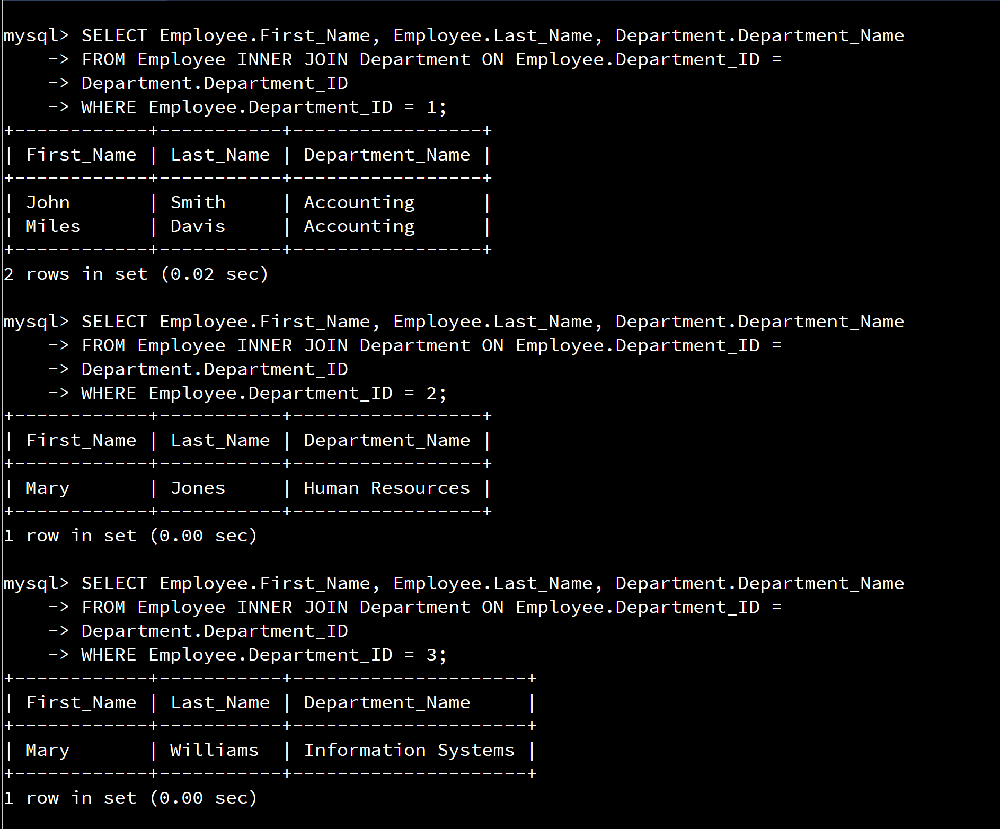 mysql> SELECT Employee.First_Name, Employee.Last_Name, Department.Department_Name
    -> FROM Employee INNER JOIN Department ON Employee.Department_ID =
    -> Department.Department_ID
    -> WHERE Employee.Department_ID = 1;
+------------+-----------+-----------------+
| First_Name | Last_Name | Department_Name |
+------------+-----------+-----------------+
| John       | Smith     | Accounting      |
| Miles      | Davis     | Accounting      |
+------------+-----------+-----------------+
2 rows in set (0.02 sec)

mysql> SELECT Employee.First_Name, Employee.Last_Name, Department.Department_Name
    -> FROM Employee INNER JOIN Department ON Employee.Department_ID =
    -> Department.Department_ID
    -> WHERE Employee.Department_ID = 2;
+------------+-----------+-----------------+
| First_Name | Last_Name | Department_Name |
+------------+-----------+-----------------+
| Mary       | Jones     | Human Resources |
+------------+-----------+-----------------+
1 row in set (0.00 sec)

mysql> SELECT Employee.First_Name, Employee.Last_Name, Department.Department_Name
    -> FROM Employee INNER JOIN Department ON Employee.Department_ID =
    -> Department.Department_ID
    -> WHERE Employee.Department_ID = 3;
+------------+-----------+---------------------+
| First_Name | Last_Name | Department_Name     |
+------------+-----------+---------------------+
| Mary       | Williams  | Information Systems |
+------------+-----------+---------------------+
1 row in set (0.00 sec)